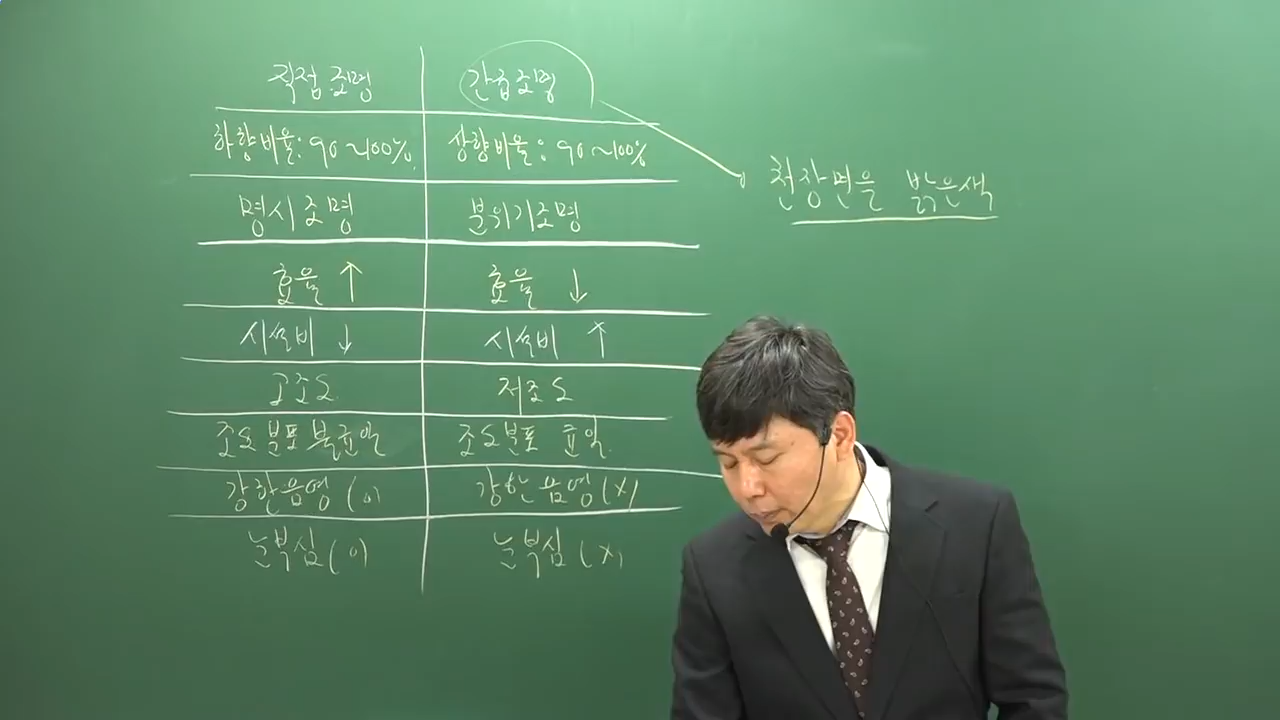 직접조명 간접조명
하향비율: 90~100% 상향비율: 90~100%
명시조명 분위기조명
효율 ↑ 효율 ↓
시설비 ↓ 시설비 ↑
고조도 저조도
조도분포 불균일 조도분포 균일
강한음영 (O) 강한음영 (X)
눈부심 (O) 눈부심 (X)
천장면을 밝은색